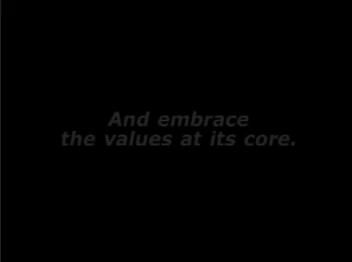 And embrace
the values at its core.